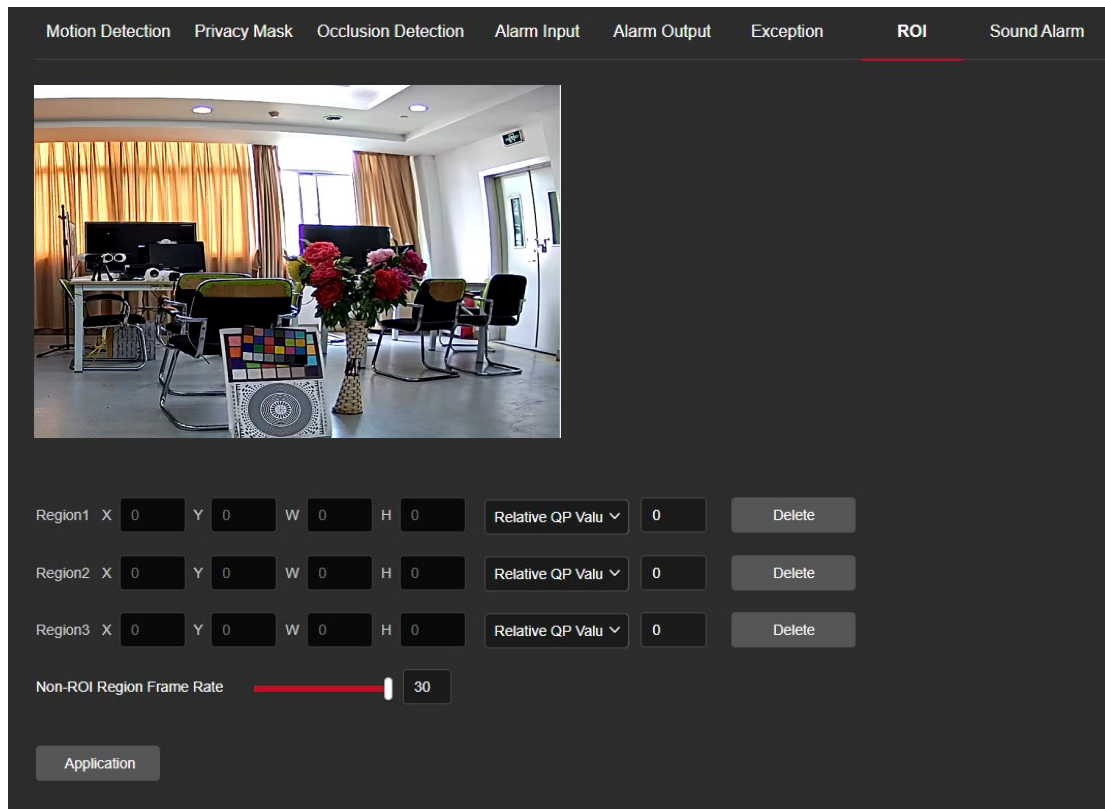 Motion Detection Privacy Mask Occlusion Detection Alarm Input Alarm Output Exception ROI Sound Alarm
Region1 X 0 Y 0 W 0 H 0 Relative QP Valu 0 Delete
Region2 X 0 Y 0 W 0 H 0 Relative QP Valu 0 Delete
Region3 X 0 Y 0 W 0 H 0 Relative QP Valu 0 Delete
Non-ROI Region Frame Rate 30
Application